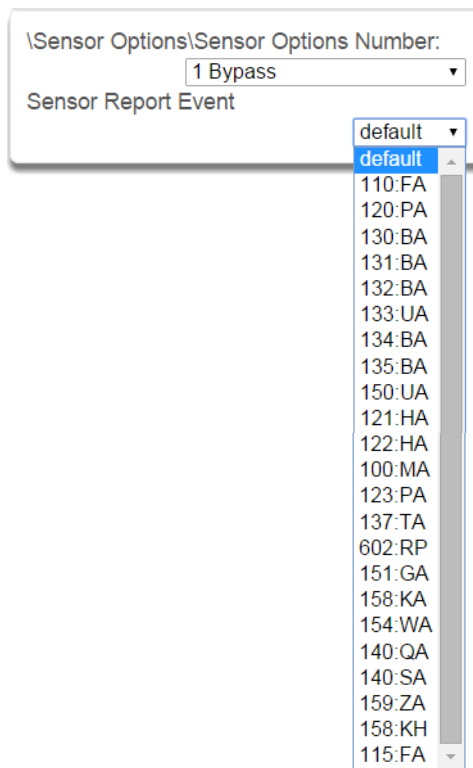 \Sensor Options\Sensor Options Number:
1 Bypass
Sensor Report Event
default
default
110:FA
120:PA
130:BA
131:BA
132:BA
133:UA
134:BA
135:BA
150:UA
121:HA
122:HA
100:MA
123:PA
137:TA
602:RP
151:GA
158:KA
154:WA
140:QA
140:SA
159:ZA
158:KH
115:FA